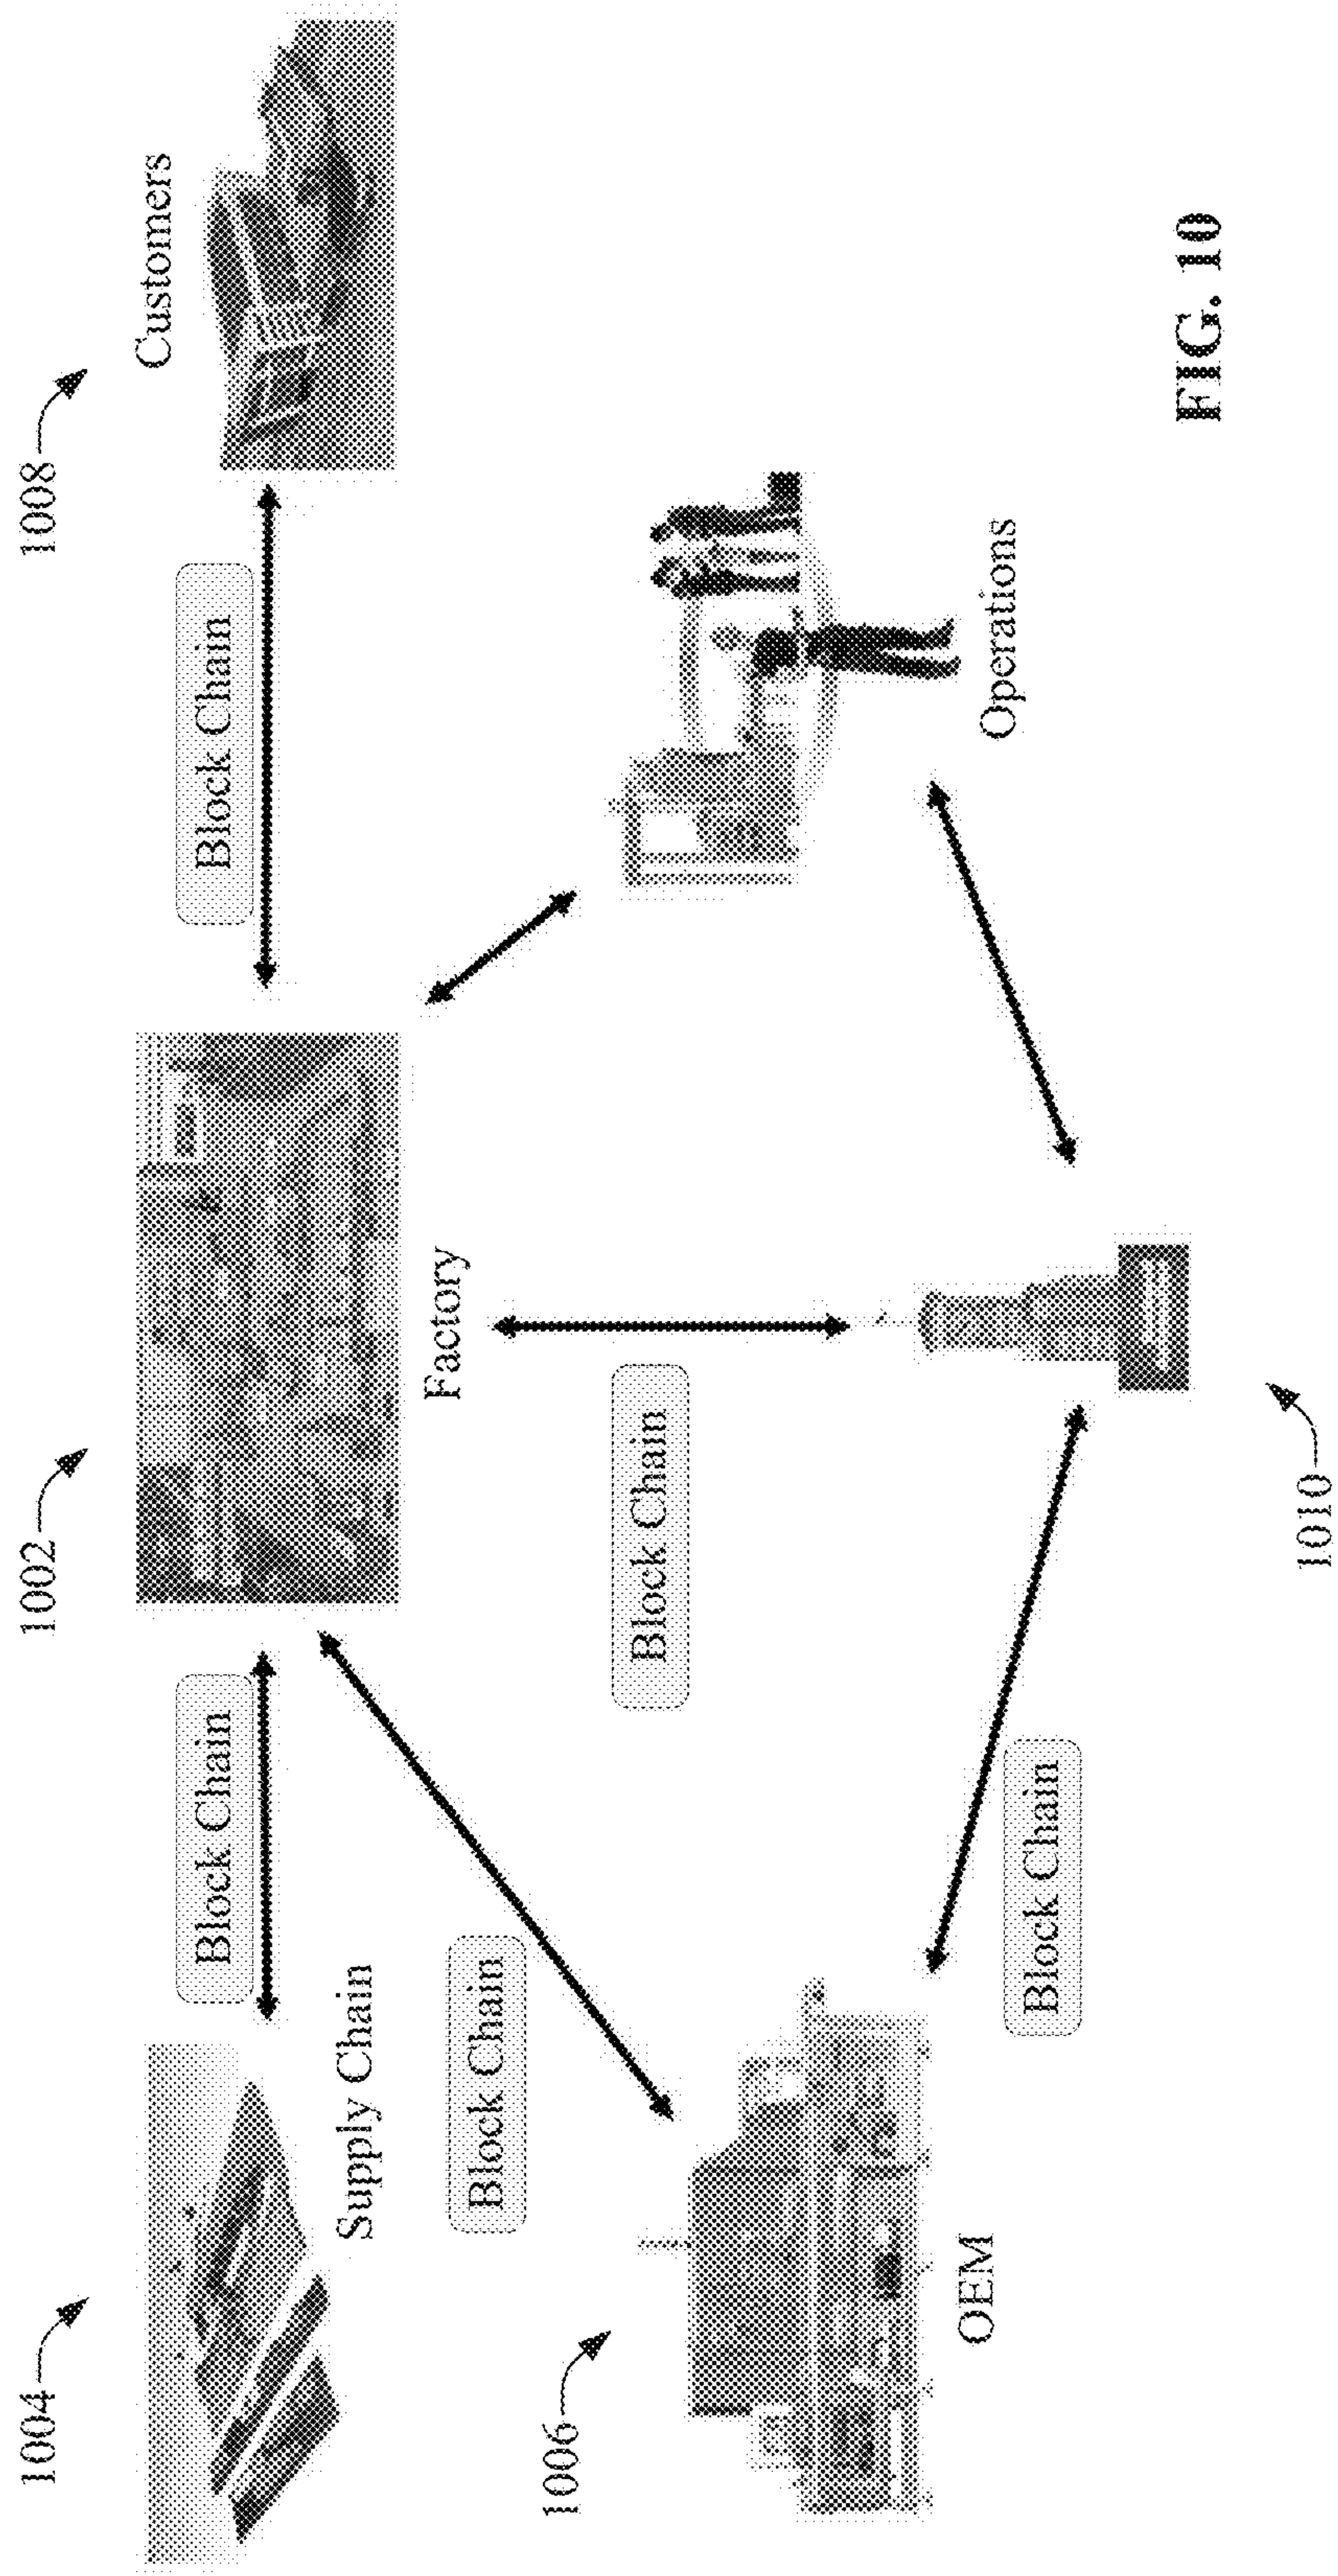 1004
1002
1008
Customers
Block Chain
Block Chain
Supply Chain
Factory
Block Chain
1006
Block Chain
OEM
Operations
Block Chain
1010
FIG. 10